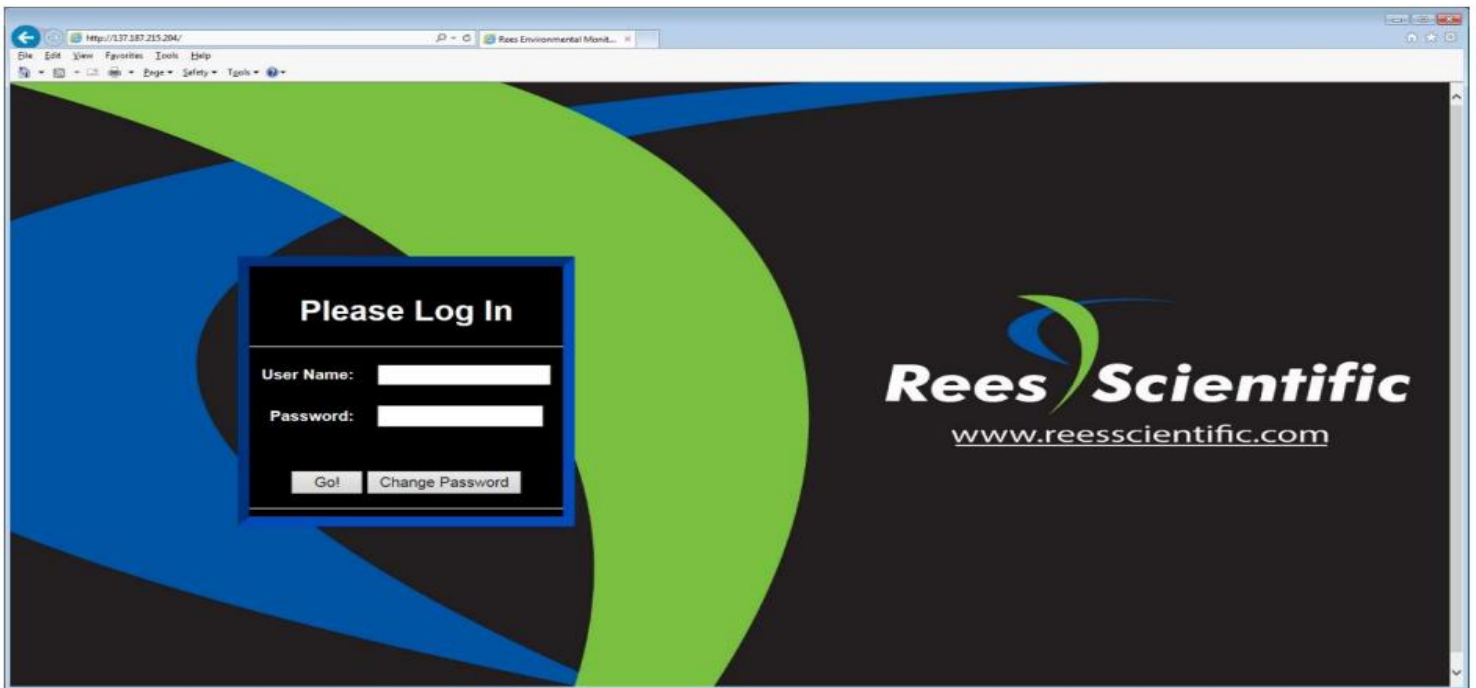 http://137.187.215.204/
Rees Environmental Monit...
File Edit View Favorites Tools Help
Page Safety Tools
Please Log In
User Name:
Password:
Go! Change Password
Rees Scientific
www.reesscientific.com